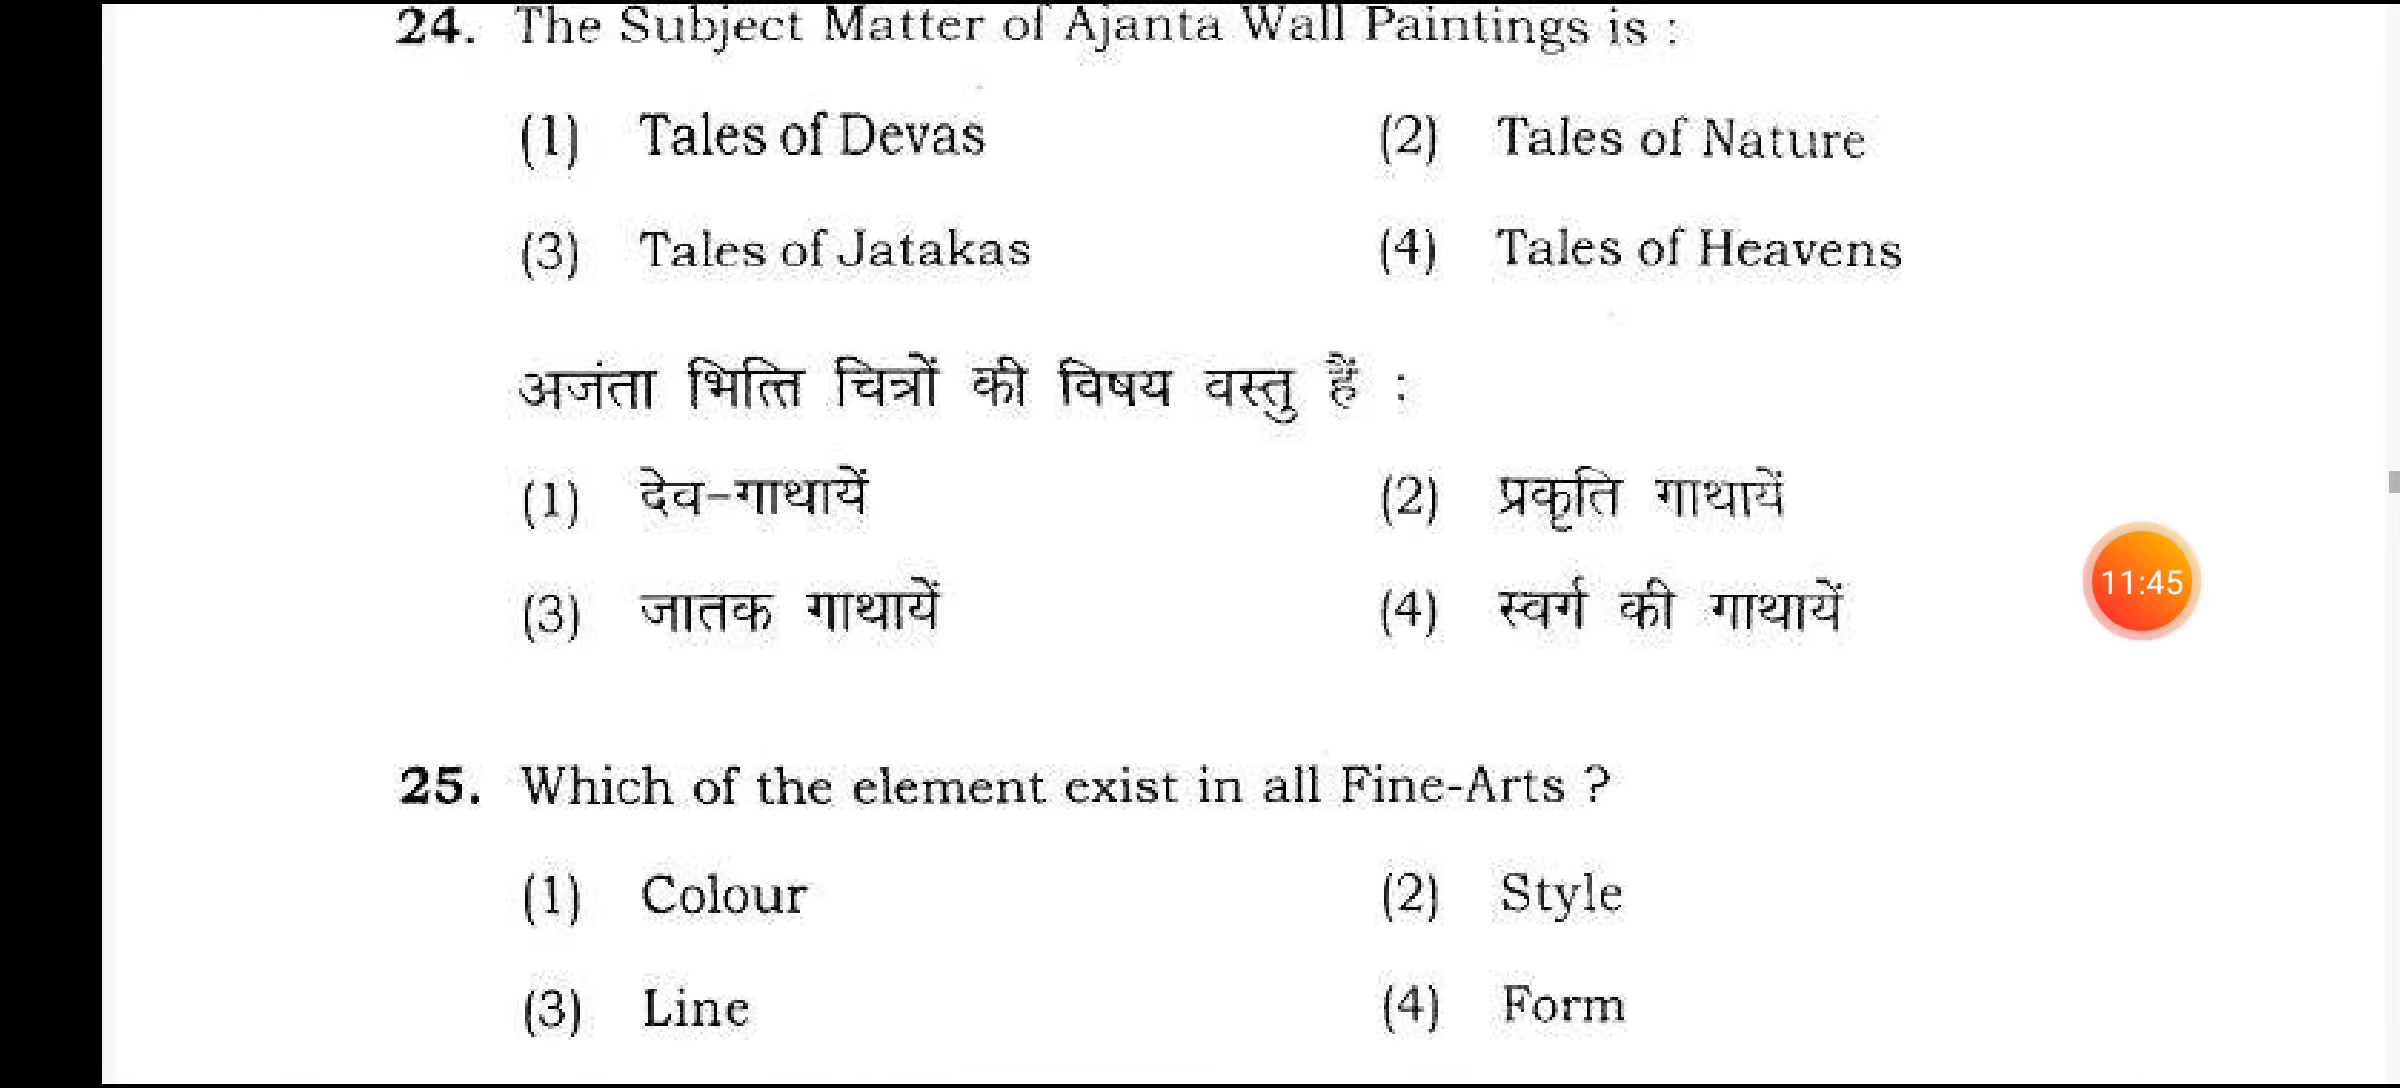 24. The Subject Matter of Ajanta Wall Paintings is :
(1) Tales of Devas (2) Tales of Nature
(3) Tales of Jatakas (4) Tales of Heavens
अजंता भित्ति चित्रों की विषय वस्तु हैं :
(1) देव-गाथायें (2) प्रकृति गाथायें
(3) जातक गाथायें (4) स्वर्ग की गाथायें
11:45
25. Which of the element exist in all Fine-Arts ?
(1) Colour (2) Style
(3) Line (4) Form